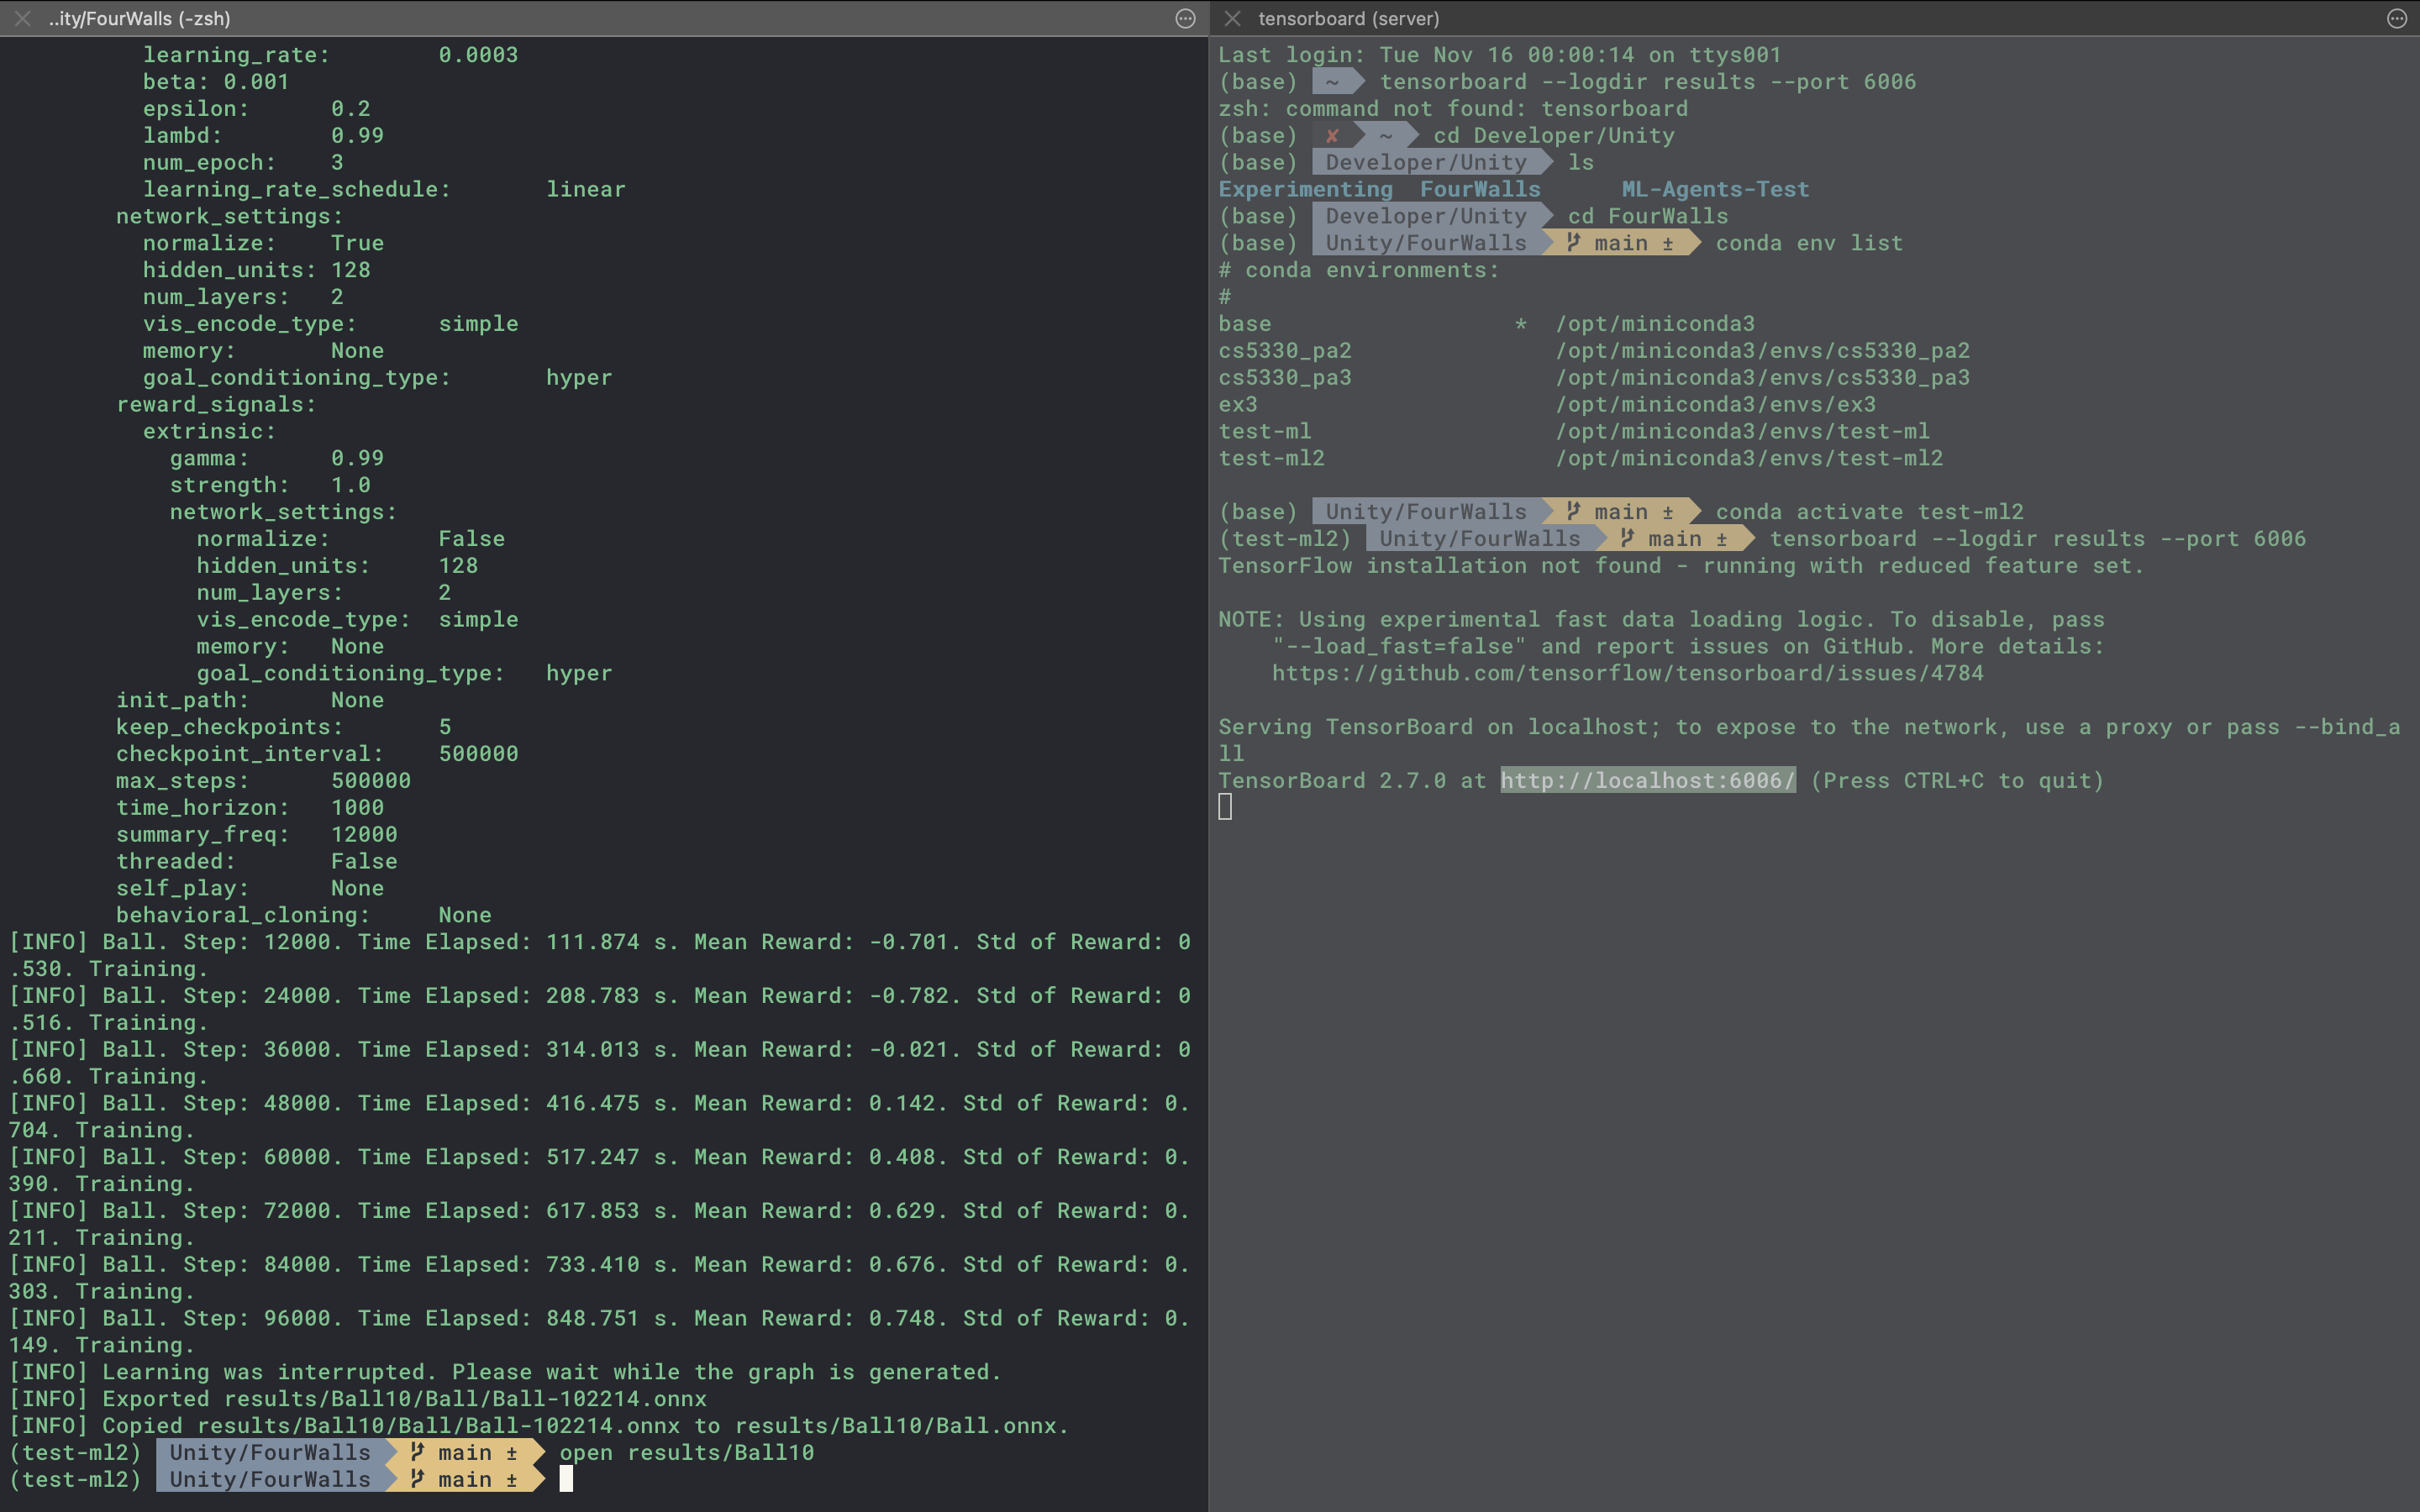 ..ity/FourWalls (-zsh)
learning_rate: 0.0003
beta: 0.001
epsilon: 0.2
lambd: 0.99
num_epoch: 3
learning_rate_schedule: linear
network_settings:
normalize: True
hidden_units: 128
num_layers: 2
vis_encode_type: simple
memory: None
goal_conditioning_type: hyper
reward_signals:
extrinsic:
gamma: 0.99
strength: 1.0
network_settings:
normalize: False
hidden_units: 128
num_layers: 2
vis_encode_type: simple
memory: None
goal_conditioning_type: hyper
init_path: None
keep_checkpoints: 5
checkpoint_interval: 500000
max_steps: 500000
time_horizon: 1000
summary_freq: 12000
threaded: False
self_play: None
behavioral_cloning: None
[INFO] Ball. Step: 12000. Time Elapsed: 111.874 s. Mean Reward: -0.701. Std of Reward: 0
.530. Training.
[INFO] Ball. Step: 24000. Time Elapsed: 208.783 s. Mean Reward: -0.782. Std of Reward: 0
.516. Training.
[INFO] Ball. Step: 36000. Time Elapsed: 314.013 s. Mean Reward: -0.021. Std of Reward: 0
.660. Training.
[INFO] Ball. Step: 48000. Time Elapsed: 416.475 s. Mean Reward: 0.142. Std of Reward: 0.
704. Training.
[INFO] Ball. Step: 60000. Time Elapsed: 517.247 s. Mean Reward: 0.408. Std of Reward: 0.
390. Training.
[INFO] Ball. Step: 72000. Time Elapsed: 617.853 s. Mean Reward: 0.629. Std of Reward: 0.
211. Training.
[INFO] Ball. Step: 84000. Time Elapsed: 733.410 s. Mean Reward: 0.676. Std of Reward: 0.
303. Training.
[INFO] Ball. Step: 96000. Time Elapsed: 848.751 s. Mean Reward: 0.748. Std of Reward: 0.
149. Training.
[INFO] Learning was interrupted. Please wait while the graph is generated.
[INFO] Exported results/Ball10/Ball/Ball-102214.onnx
[INFO] Copied results/Ball10/Ball/Ball-102214.onnx to results/Ball10/Ball.onnx.
(test-ml2) Unity/FourWalls main ± open results/Ball10
(test-ml2) Unity/FourWalls main ±
tensorboard (server)
Last login: Tue Nov 16 00:00:14 on ttys001
(base) ~ tensorboard --logdir results --port 6006
zsh: command not found: tensorboard
(base) ✘ ~ cd Developer/Unity
(base) Developer/Unity ls
Experimenting FourWalls ML-Agents-Test
(base) Developer/Unity cd FourWalls
(base) Unity/FourWalls main ± conda env list
# conda environments:
#
base * /opt/miniconda3
cs5330_pa2 /opt/miniconda3/envs/cs5330_pa2
cs5330_pa3 /opt/miniconda3/envs/cs5330_pa3
ex3 /opt/miniconda3/envs/ex3
test-ml /opt/miniconda3/envs/test-ml
test-ml2 /opt/miniconda3/envs/test-ml2
(base) Unity/FourWalls main ± conda activate test-ml2
(test-ml2) Unity/FourWalls main ± tensorboard --logdir results --port 6006
TensorFlow installation not found - running with reduced feature set.
NOTE: Using experimental fast data loading logic. To disable, pass
"--load_fast=false" and report issues on GitHub. More details:
https://github.com/tensorflow/tensorboard/issues/4784
Serving TensorBoard on localhost; to expose to the network, use a proxy or pass --bind_a
ll
TensorBoard 2.7.0 at http://localhost:6006/ (Press CTRL+C to quit)